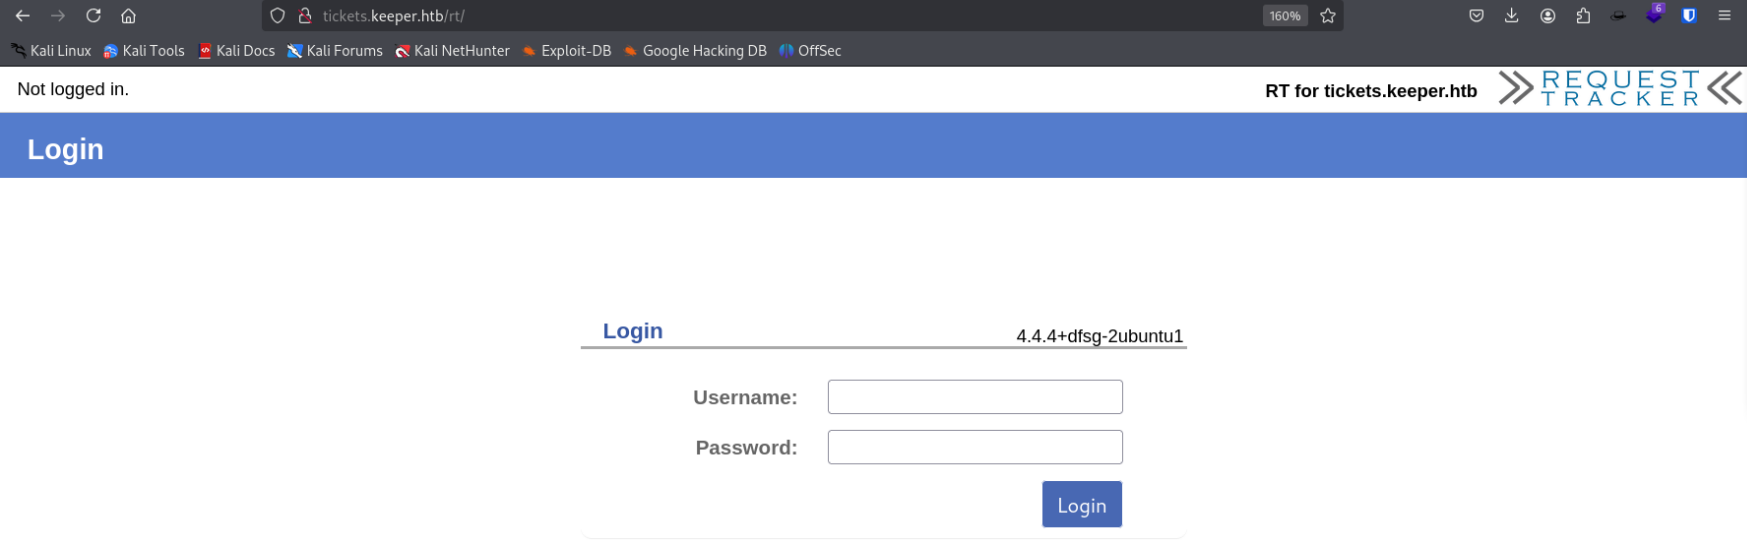 tickets.keeper.htb/rt/ 160% 6
Kali Linux Kali Tools Kali Docs Kali Forums Kali NetHunter Exploit-DB Google Hacking DB OffSec
Not logged in. RT for tickets.keeper.htb REQUEST
TRACKER
Login
Login 4.4.4+dfsg-2ubuntu1
Username:
Password:
Login